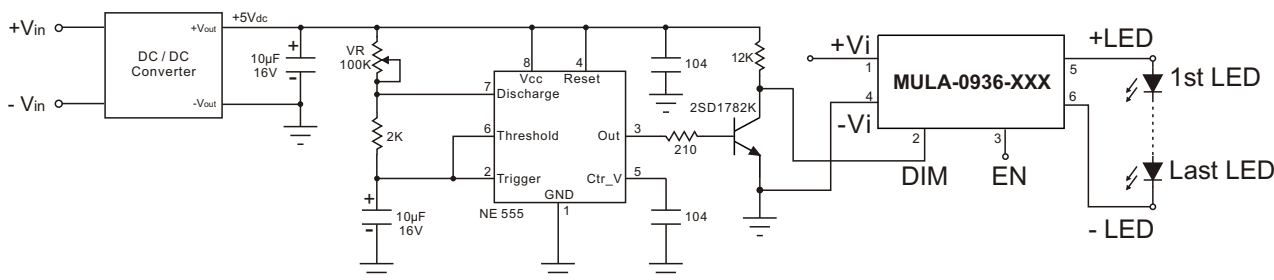 +Vin
- Vin
DC / DC
Converter
+Vout
-Vout
+5Vdc
+
10µF
16V
-
VR
100K
2K
+
10µF
16V
-
8
Vcc
4
Reset
7
Discharge
6
Threshold
2
Trigger
Out
3
Ctr_V
5
GND
1
NE 555
104
104
210
12K
2SD1782K
+Vi
1
4
-Vi
MULA-0936-XXX
2
DIM
3
EN
5
6
+LED
1st LED
Last LED
- LED